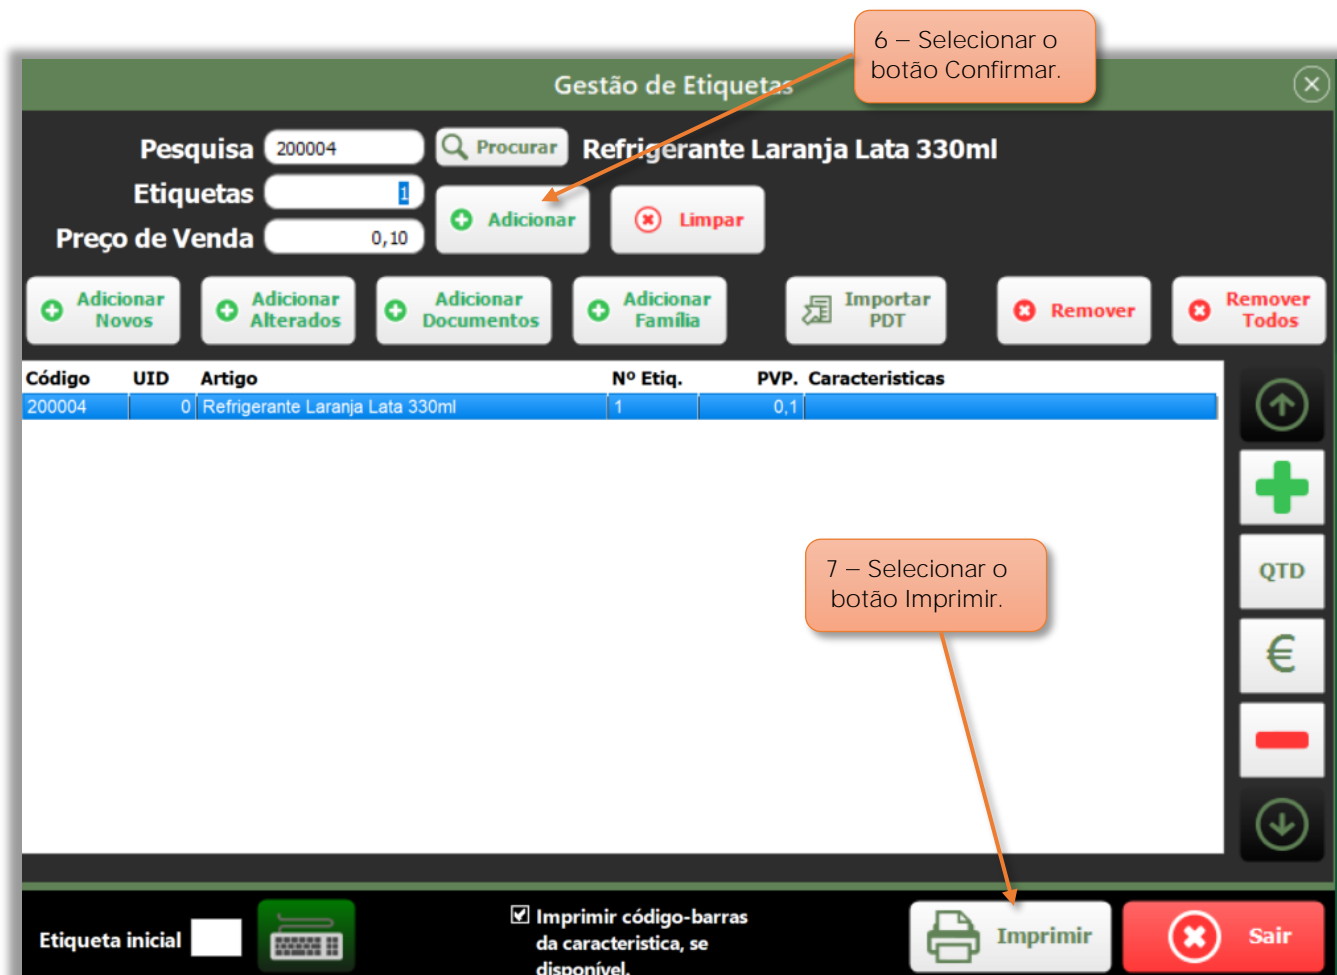 6 – Selecionar o
botão Confirmar.
Gestão de Etiquetas
Pesquisa 200004 Procurar Refrigerante Laranja Lata 330ml
Etiquetas 1
Adicionar Limpar
Preço de Venda 0,10
Adicionar
Novos
Adicionar
Alterados
Adicionar
Documentos
Adicionar
Família
Importar
PDT
Remover
Remover
Todos
Código UID Artigo Nº Etiq. PVP. Caracteristicas
200004 0 Refrigerante Laranja Lata 330ml 1 0,1
7 – Selecionar o
botão Imprimir.
QTD
€
Etiqueta inicial
Imprimir código-barras
da caracteristica, se
disponível.
Imprimir
Sair